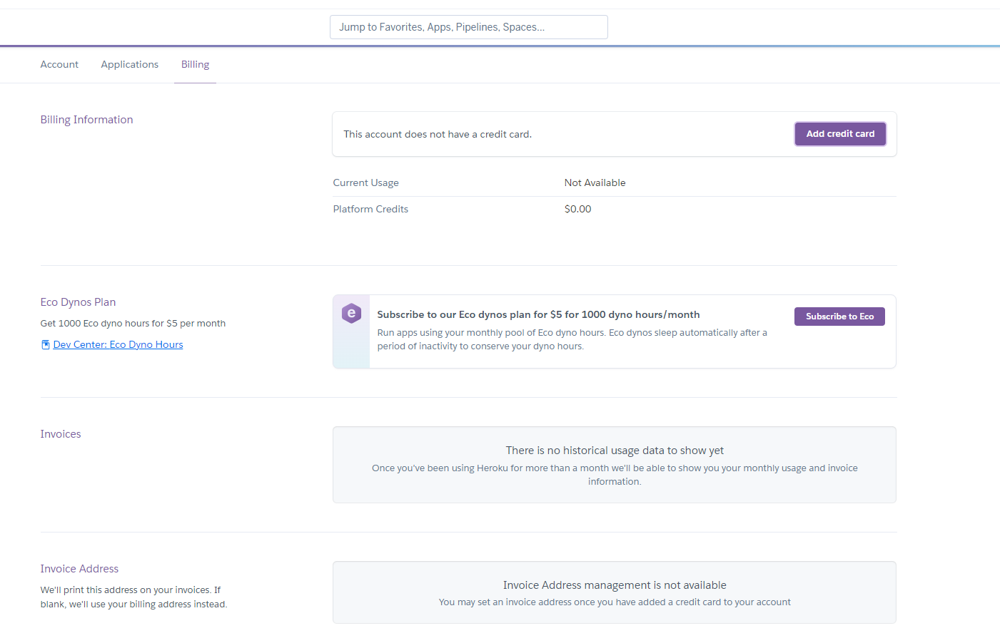 Jump to Favorites, Apps, Pipelines, Spaces...
Account
Applications
Billing
Billing Information
This account does not have a credit card.
Add credit card
Current Usage
Not Available
Platform Credits
$0.00
Eco Dynos Plan
Get 1000 Eco dyno hours for $5 per month
Dev Center: Eco Dyno Hours
e
Subscribe to our Eco dynos plan for $5 for 1000 dyno hours/month
Run apps using your monthly pool of Eco dyno hours. Eco dynos sleep automatically after a
period of inactivity to conserve your dyno hours.
Subscribe to Eco
Invoices
There is no historical usage data to show yet
Once you've been using Heroku for more than a month we'll be able to show you your monthly usage and invoice
information.
Invoice Address
We'll print this address on your invoices. If
blank, we'll use your billing address instead.
Invoice Address management is not available
You may set an invoice address once you have added a credit card to your account